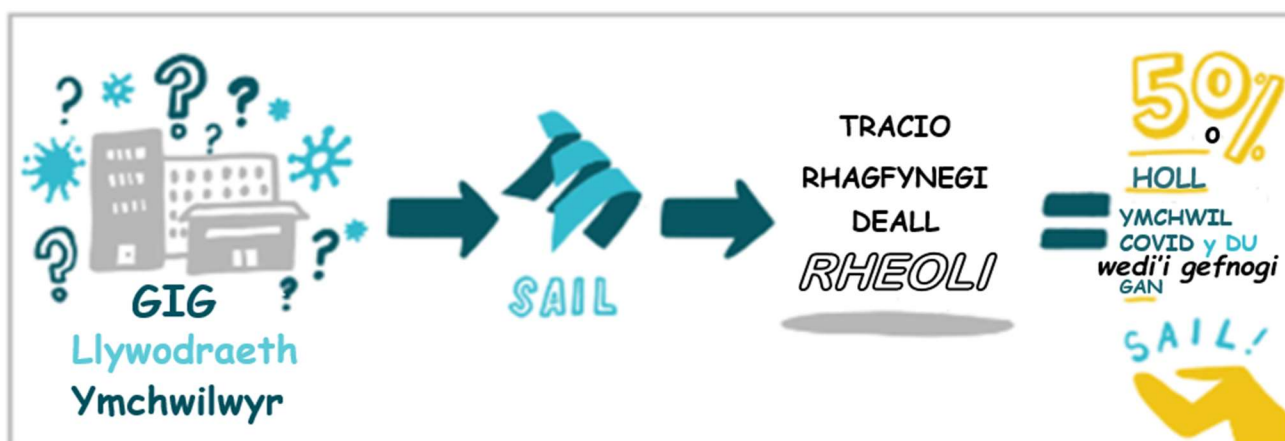 GIG
Llywodraeth
Ymchwilwyr
SAIL
TRACIO
RHAGFYNEGI
DEALL
RHEOLI
50%
o
HOLL
YMCHWIL
COVID y DU
wedi'i gefnogi
GAN
SAIL!